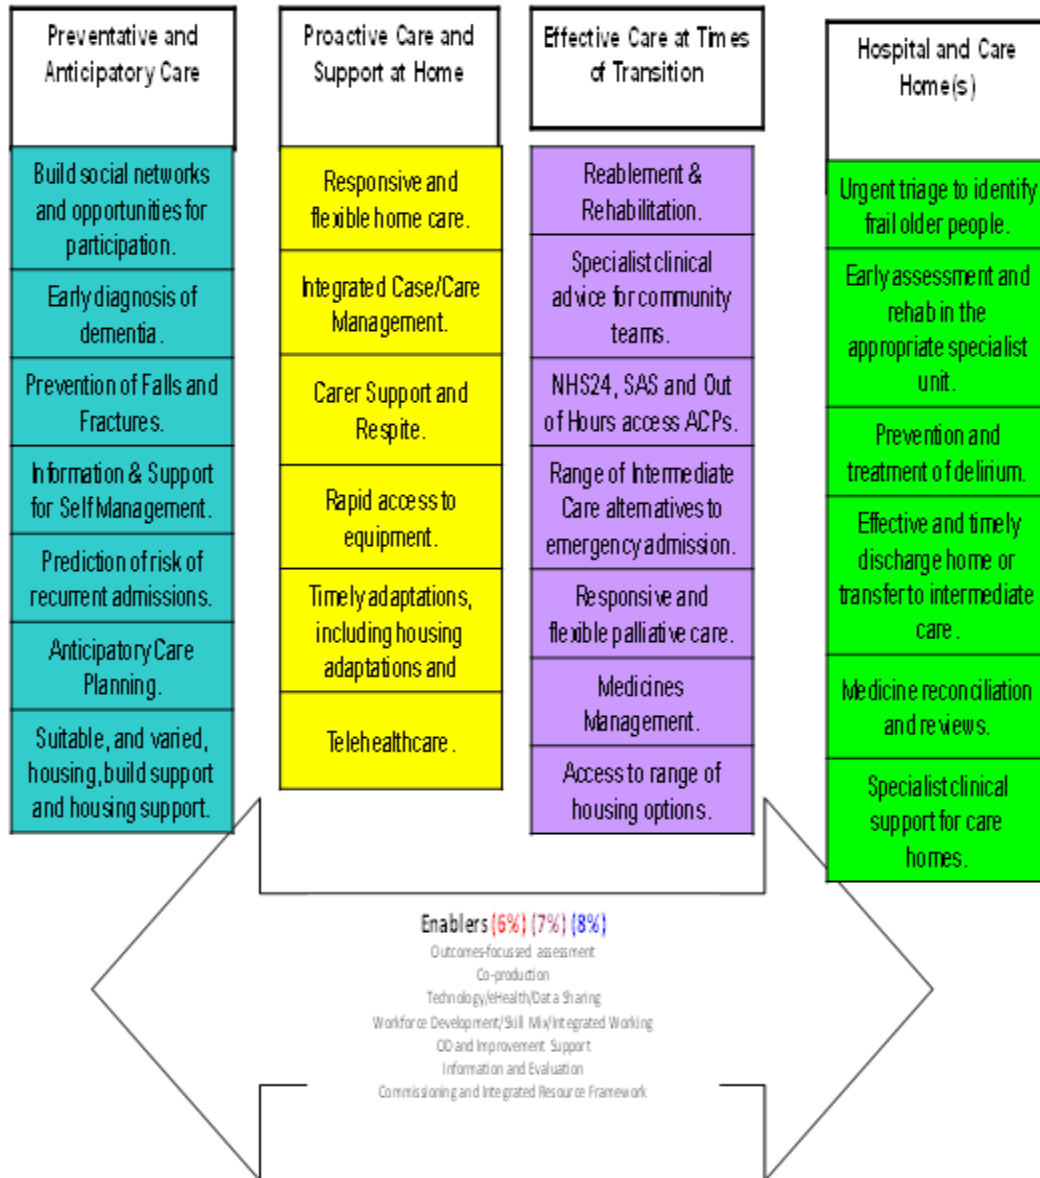 Preventative and
Anticipatory Care
Build social networks
and opportunities for
participation.
Early diagnosis of
dementia.
Prevention of Falls and
Fractures.
Information & Support
for Self Management.
Prediction of risk of
recurrent admissions.
Anticipatory Care
Planning.
Suitable, and varied,
housing, build support
and housing support.
Proactive Care and
Support at Home
Responsive and
flexible home care.
Integrated Case/Care
Management.
Carer Support and
Respite.
Rapid access to
equipment.
Timely adaptations,
including housing
adaptations and
Telehealthcare.
Effective Care at Times
of Transition
Reablement &
Rehabilitation.
Specialist clinical
advice for community
teams.
NHS24, SAS and Out
of Hours access ACPs.
Range of Intermediate
Care alternatives to
emergency admission.
Responsive and
flexible palliative care.
Medicines
Management.
Access to range of
housing options.
Hospital and Care
Home(s)
Urgent triage to identify
frail older people.
Early assessment and
rehab in the
appropriate specialist
unit.
Prevention and
treatment of delirium.
Effective and timely
discharge home or
transfer to intermediate
care.
Medicine reconciliation
and reviews.
Specialist clinical
support for care
homes.
Enablers (6%) (7%) (8%)
Outcomes-focussed assessment
Co-production
Technology/eHealth/Data Sharing
Workforce Development/Skill Mix/Integrated Working
OD and Improvement Support
Information and Evaluation
Commissioning and Integrated Resource Framework